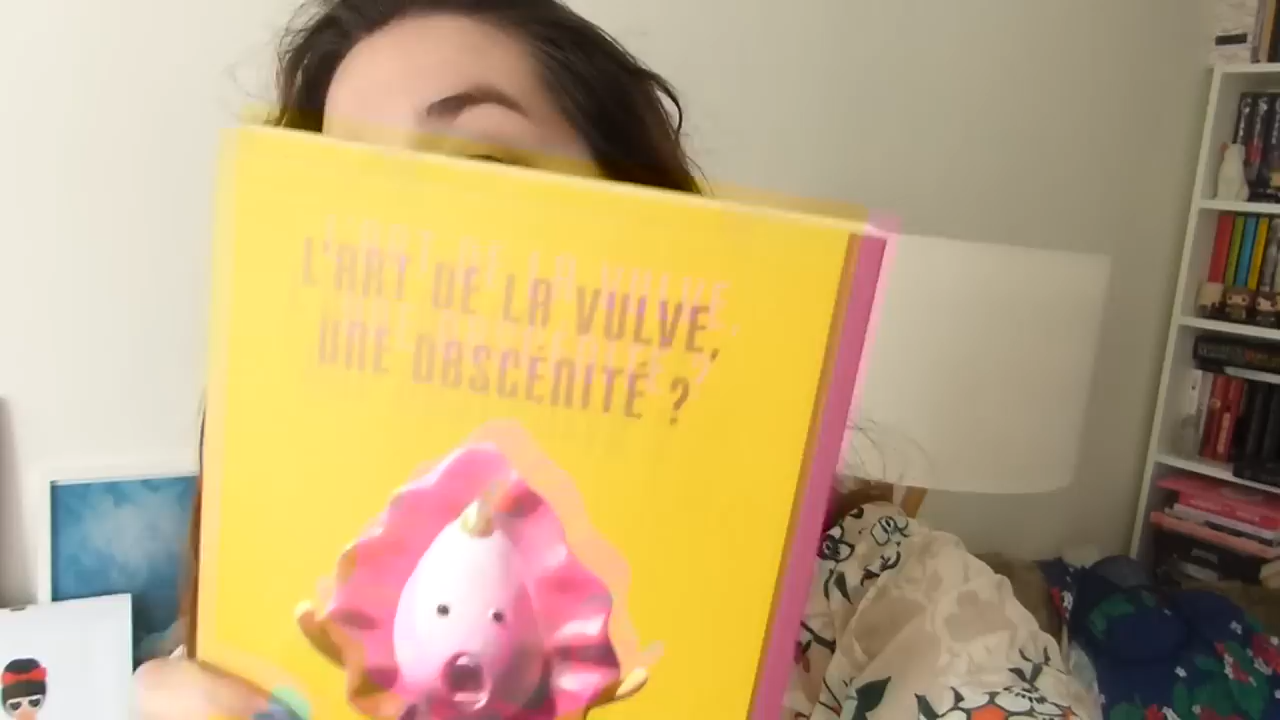 L'ART DE LA VULVE,
UNE OBSCÉNITÉ ?